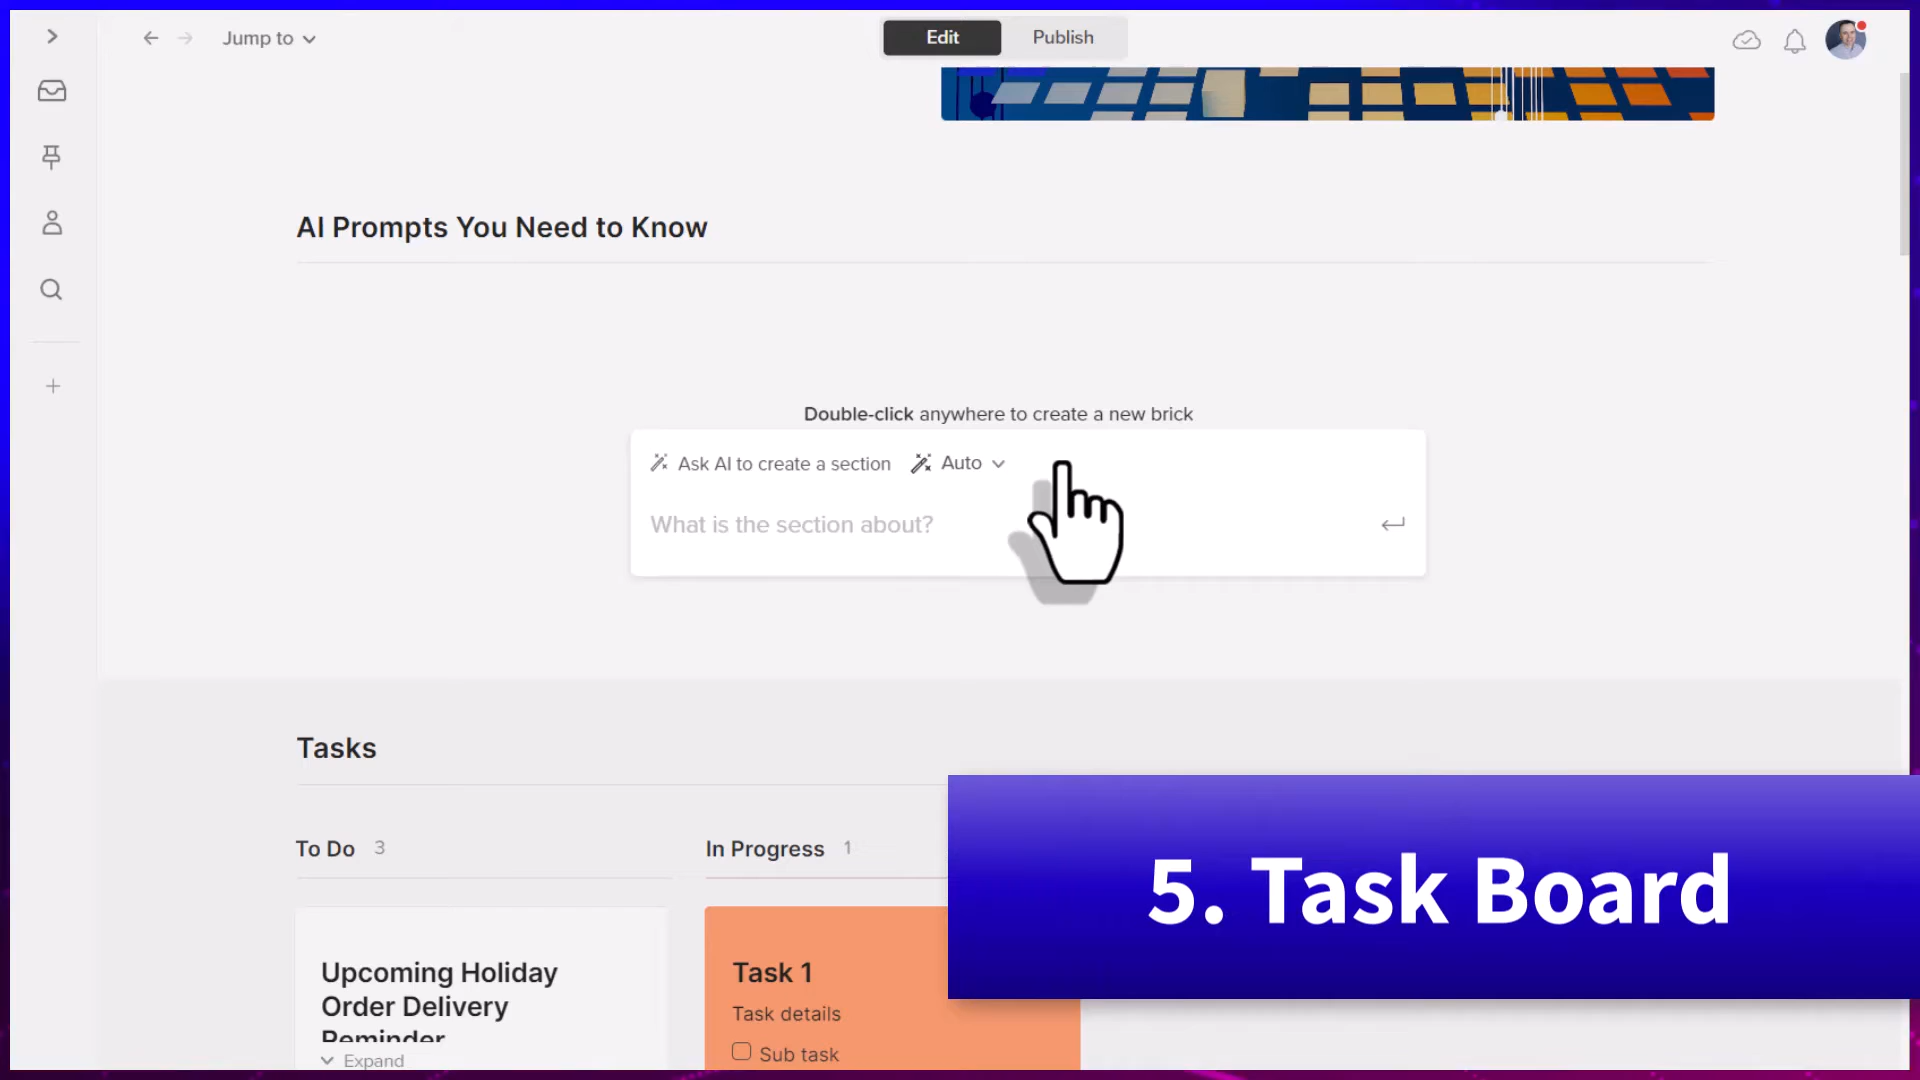 Jump to
Edit
Publish
AI Prompts You Need to Know
Double-click anywhere to create a new brick
Ask AI to create a section
Auto
What is the section about?
Tasks
To Do 3
In Progress 1
5. Task Board
Upcoming Holiday
Order Delivery
Reminder
Expand
Task 1
Task details
Sub task